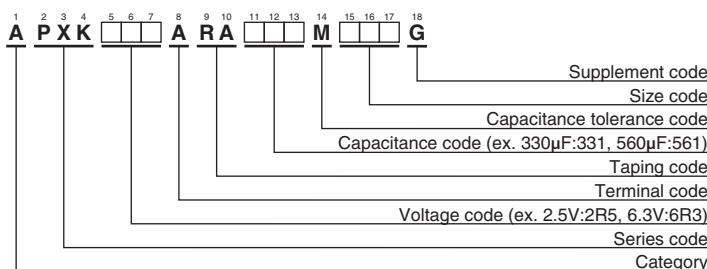 1 2 3 4 5 6 7 8 9 10 11 12 13 14 15 16 17 18
A P X K A R A M G
Supplement code
Size code
Capacitance tolerance code
Capacitance code (ex. 330µF:331, 560µF:561)
Taping code
Terminal code
Voltage code (ex. 2.5V:2R5, 6.3V:6R3)
Series code
Category